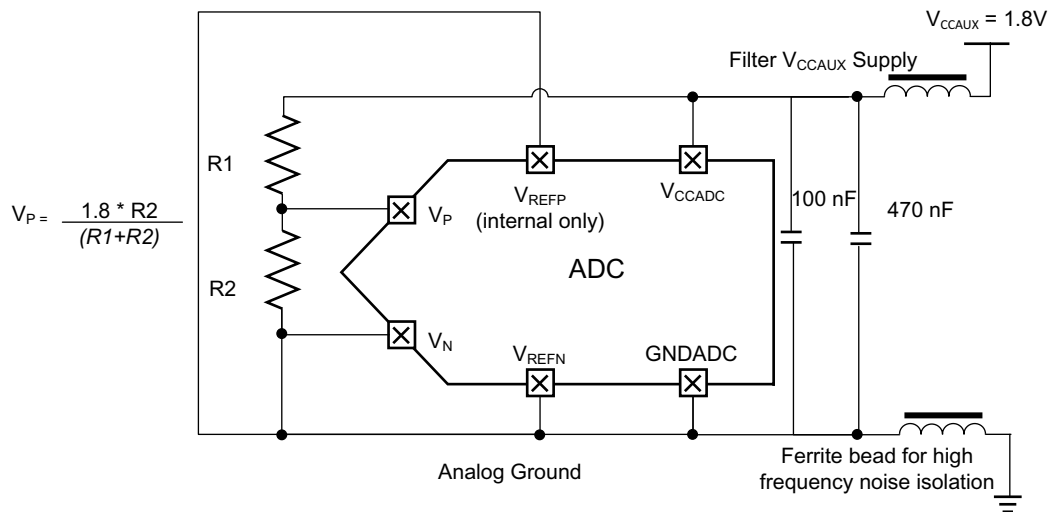 V_CCAUX = 1.8V
Filter V_CCAUX Supply
R1
V_REFP
(internal only)
V_CCADC
100 nF
470 nF
V_P = 1.8 * R2
(R1+R2)
V_P
ADC
R2
V_N
V_REFN
GNDADC
Analog Ground
Ferrite bead for high
frequency noise isolation